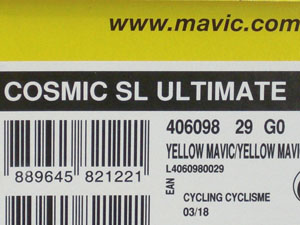 www.mavic.com
COSMIC SL ULTIMATE
406098 29 G0
YELLOW MAVIC/YELLOW MAVI
L4060980029
889645 821221
EAN
CYCLING CYCLISME
03/18